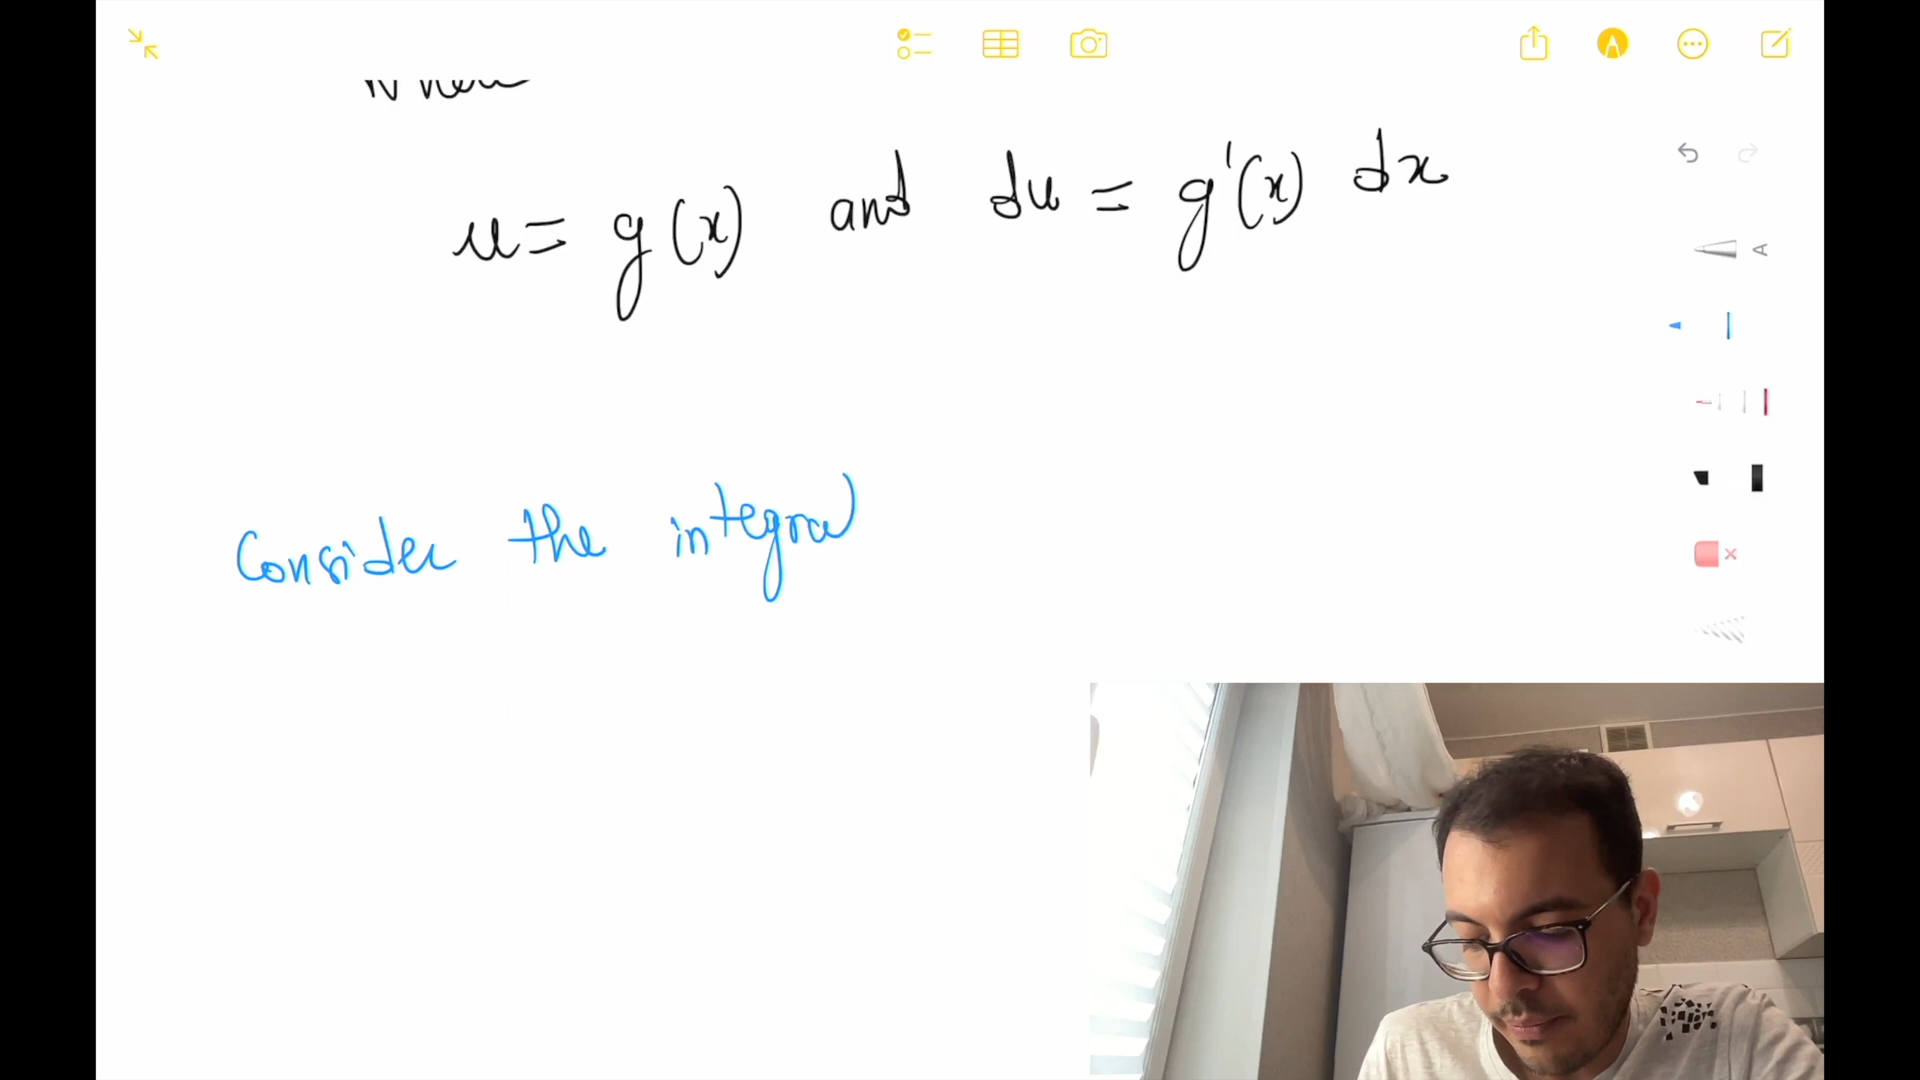 u = g(x) and du = g'(x) dx
Consider the integral